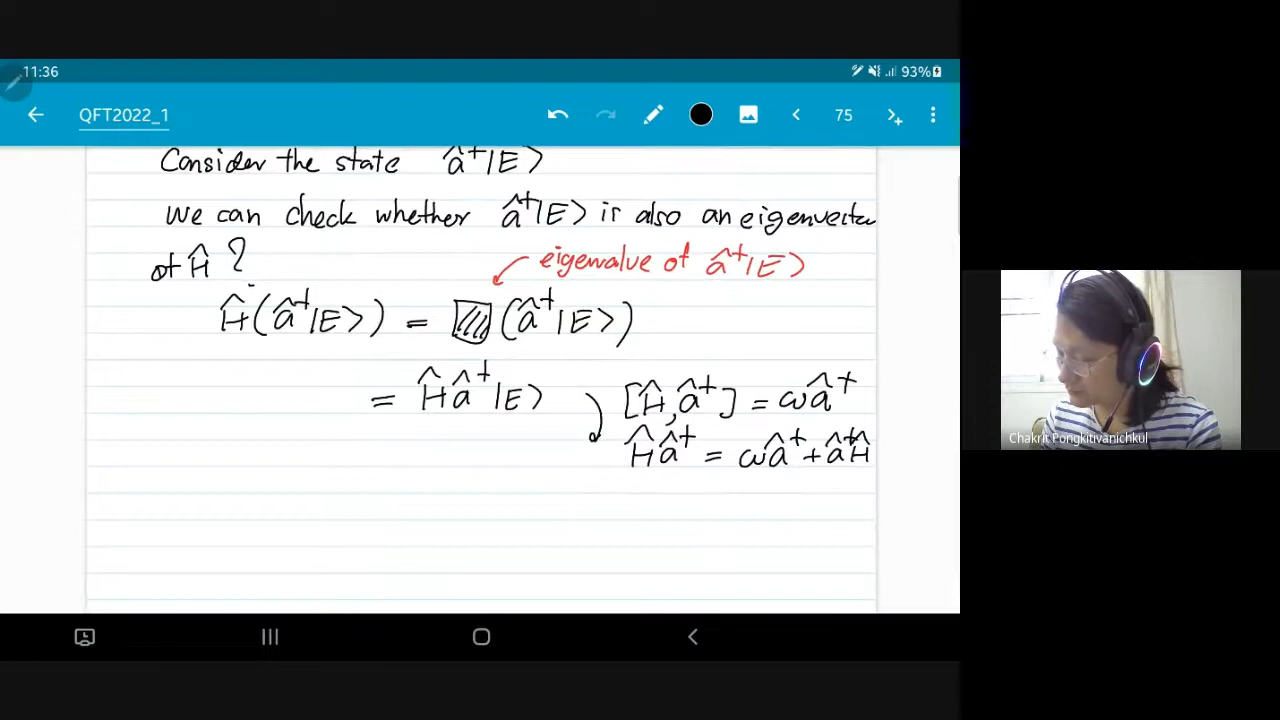 11:36
93%
QFT2022_1
75
Consider the state â†|E⟩
We can check whether â†|E⟩ is also an eigenvecto
of Ĥ ?
eigenvalue of â†|E⟩
Ĥ(â†|E⟩) = (â†|E⟩)
= Ĥâ†|E⟩ [Ĥ, â†] = ωâ†
Ĥâ† = ωâ† + â†Ĥ
Chakrit Pongkitivanichkul